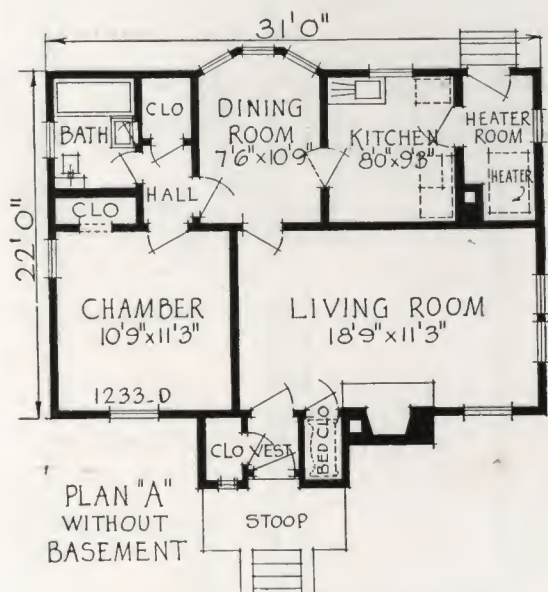 31'0"
22'0"
BATH
CLO
DINING
ROOM
7'6"x10'9"
KITCHEN
8'0"x9'3"
HEATER
ROOM
HEATER
HALL
CLO
CHAMBER
10'9"x11'3"
LIVING ROOM
18'9"x11'3"
1233-D
CLO
VEST
BED CLO
STOOP
PLAN "A"
WITHOUT
BASEMENT